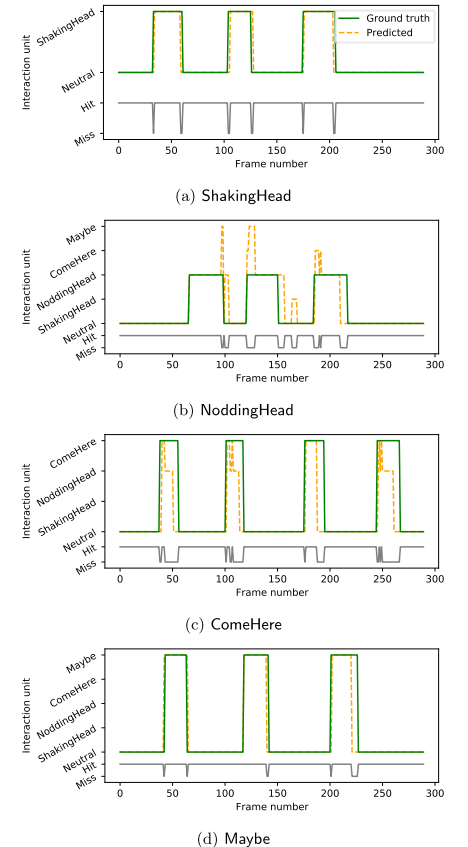 ShakingHead
Neutral
Hit
Miss
Interaction unit
Ground truth
Predicted
0 50 100 150 200 250 300
Frame number
(a) ShakingHead
Maybe
ComeHere
NoddingHead
ShakingHead
Neutral
Hit
Miss
Interaction unit
0 50 100 150 200 250 300
Frame number
(b) NoddingHead
ComeHere
NoddingHead
ShakingHead
Neutral
Hit
Miss
Interaction unit
0 50 100 150 200 250 300
Frame number
(c) ComeHere
Maybe
ComeHere
NoddingHead
ShakingHead
Neutral
Hit
Miss
Interaction unit
0 50 100 150 200 250 300
Frame number
(d) Maybe